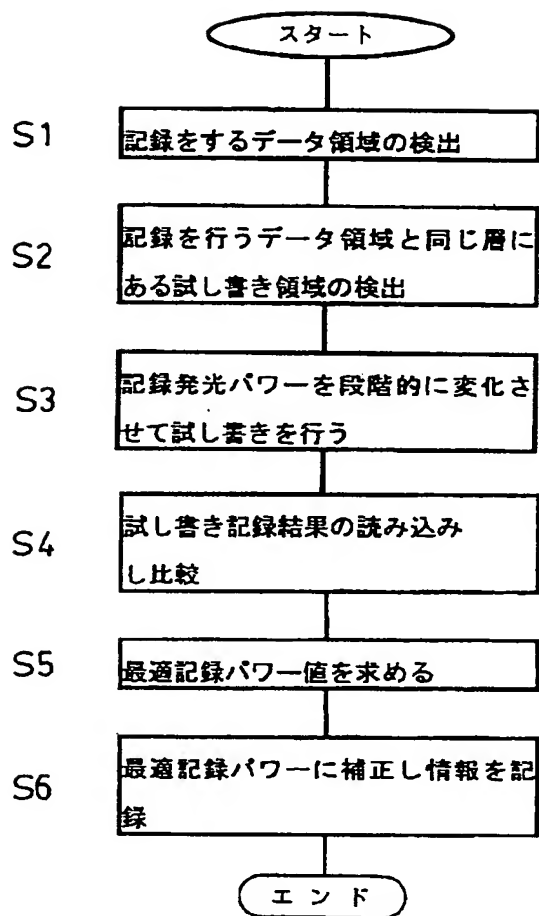 スタート
S1
記録をするデータ領域の検出
S2
記録を行うデータ領域と同じ層に
ある試し書き領域の検出
S3
記録発光パワーを段階的に変化さ
せて試し書きを行う
S4
試し書き記録結果の読み込み
し比較
S5
最適記録パワー値を求める
S6
最適記録パワーに補正し情報を記
録
エンド